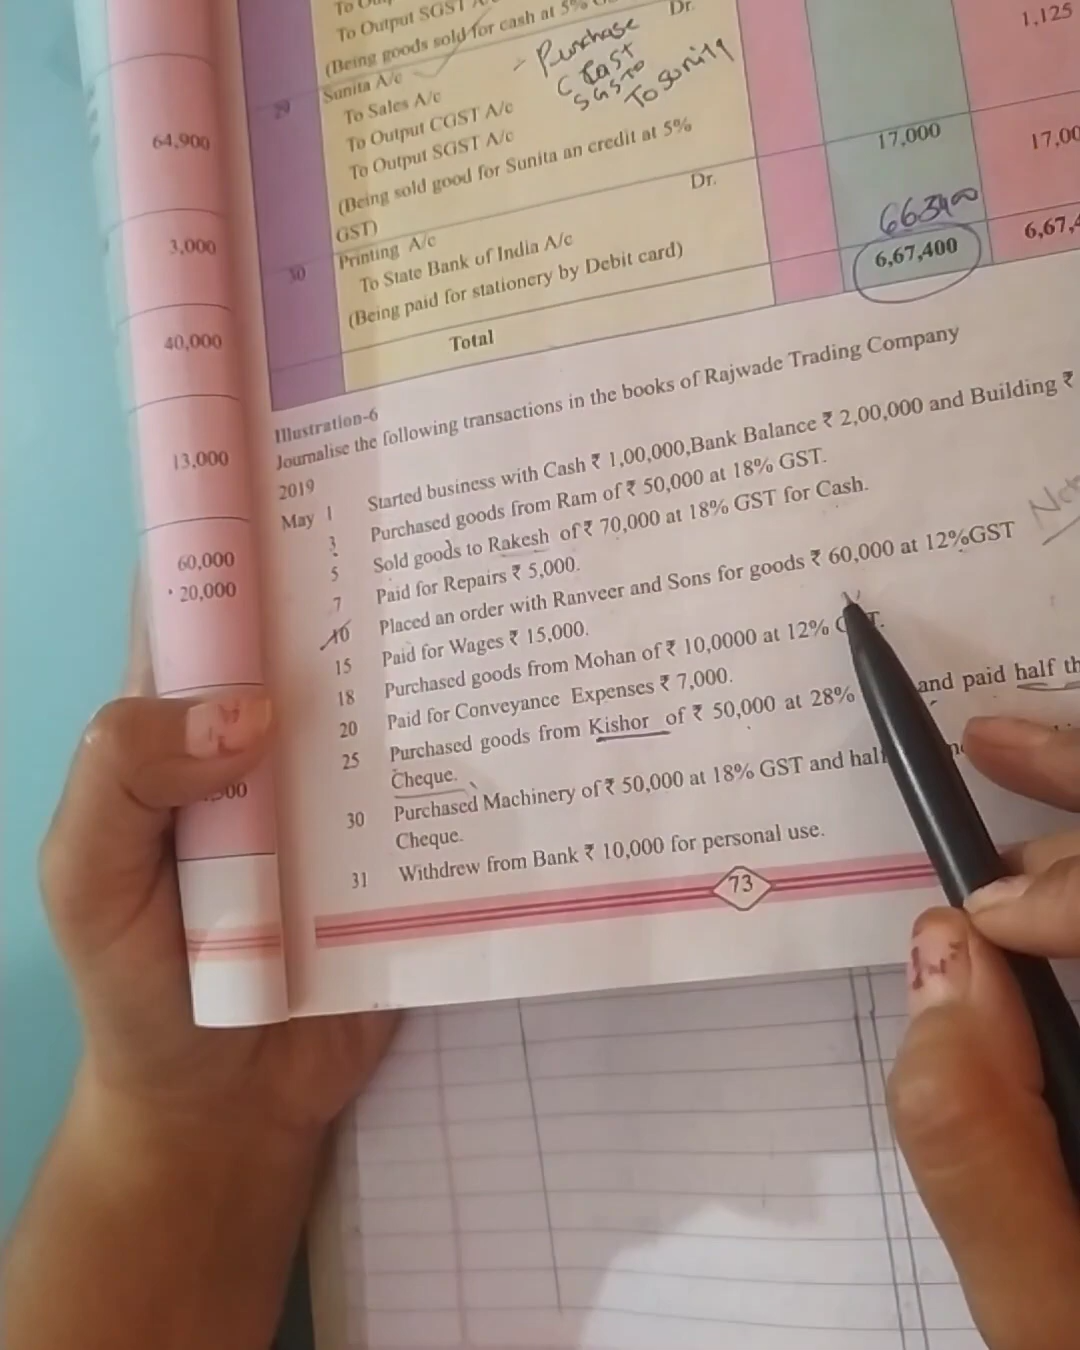 To Output SGST
(Being goods sold for cash at 5%
Dr.
1,125
29
Sunita A/c
To Sales A/c
To Output CGST A/c
To Output SGST A/c
(Being sold good for Sunita an credit at 5%
GST)
Purchase
SGST
To Sunita
30
Printing A/c
Dr.
17,000
To State Bank of India A/c
17,00
(Being paid for stationery by Debit card)
Total
663400
6,67,400
6,67,4
64,900
3,000
40,000
13,000
60,000
20,000
Illustration-6
Journalise the following transactions in the books of Rajwade Trading Company
2019
May 1 Started business with Cash ₹ 1,00,000,Bank Balance ₹ 2,00,000 and Building ₹
3 Purchased goods from Ram of ₹ 50,000 at 18% GST.
5 Sold goods to Rakesh of ₹ 70,000 at 18% GST for Cash.
7 Paid for Repairs ₹ 5,000.
10 Placed an order with Ranveer and Sons for goods ₹ 60,000 at 12%GST
15 Paid for Wages ₹ 15,000.
18 Purchased goods from Mohan of ₹ 10,0000 at 12%
20 Paid for Conveyance Expenses ₹ 7,000.
25 Purchased goods from Kishor of ₹ 50,000 at 28% and paid half th
Cheque.
30 Purchased Machinery of ₹ 50,000 at 18% GST and half
Cheque.
31 Withdrew from Bank ₹ 10,000 for personal use.
73